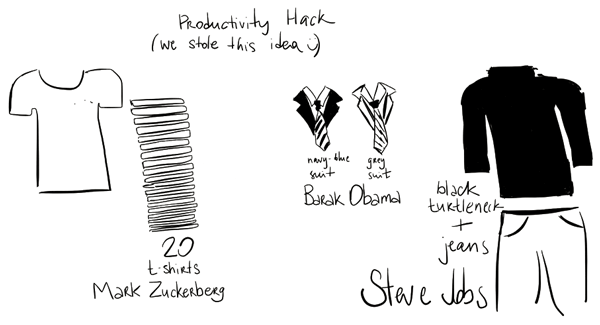 Productivity Hack
(we stole this idea :))
20
t-shirts
Mark Zuckerberg
navy-blue
suit
grey
suit
Barak Obama
black
turtleneck
+
jeans
Steve Jobs